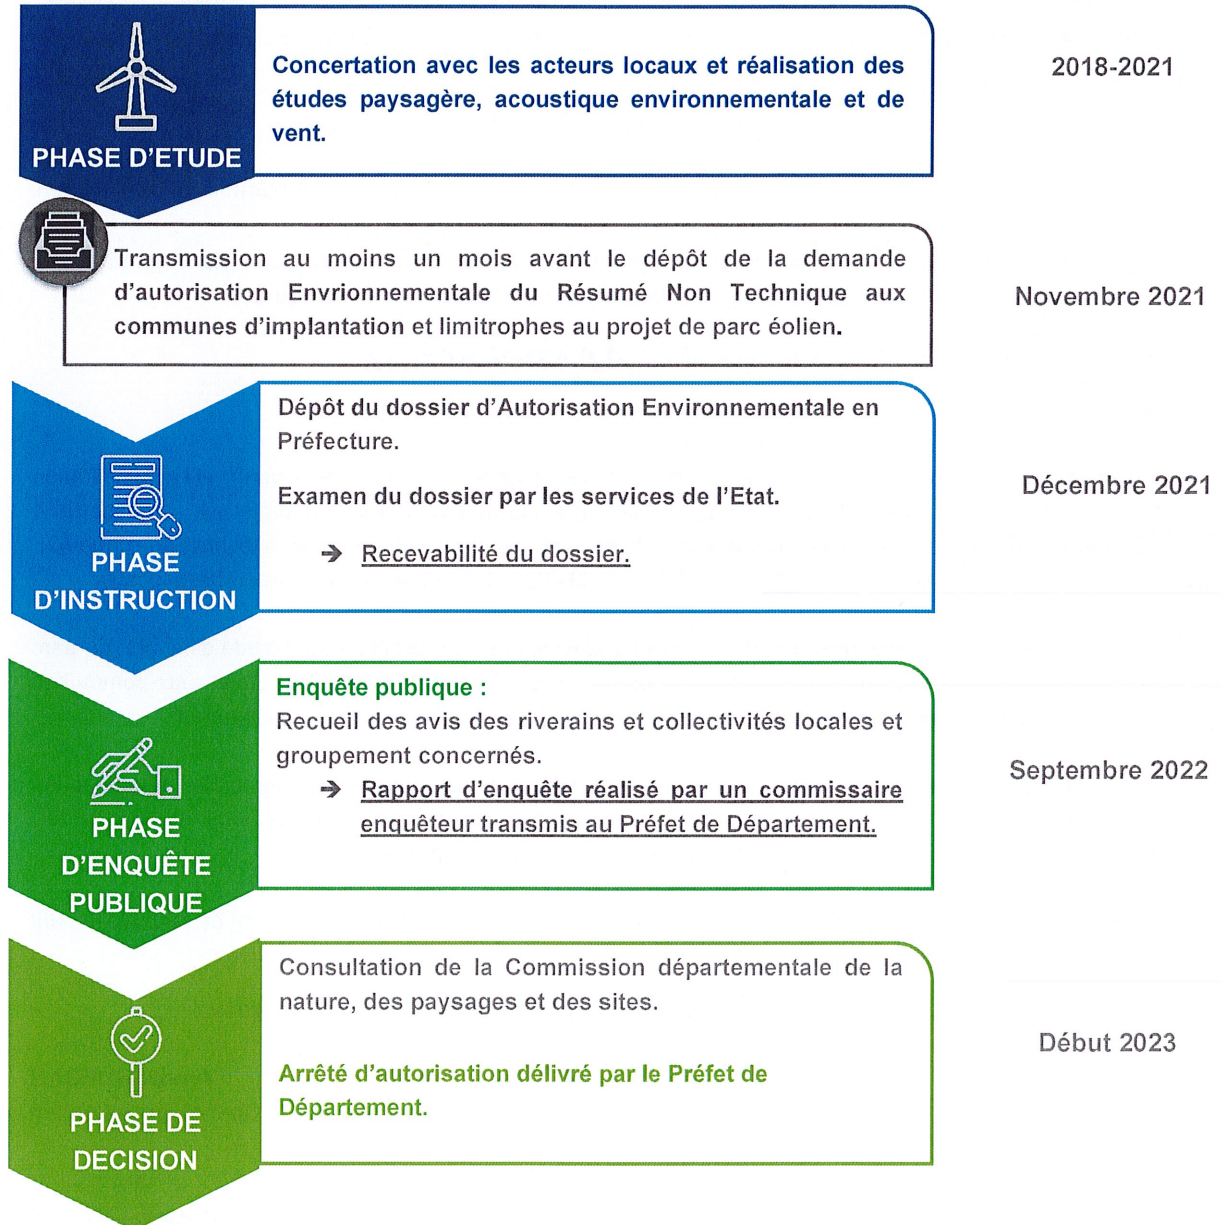 PHASE D'ETUDE
Concertation avec les acteurs locaux et réalisation des
études paysagère, acoustique environnementale et de
vent.
2018-2021
Transmission au moins un mois avant le dépôt de la demande
d'autorisation Envrionnementale du Résumé Non Technique aux
communes d'implantation et limitrophes au projet de parc éolien.
Novembre 2021
PHASE
D'INSTRUCTION
Dépôt du dossier d'Autorisation Environnementale en
Préfecture.
Examen du dossier par les services de l'Etat.
→ Recevabilité du dossier.
Décembre 2021
PHASE
D'ENQUÊTE
PUBLIQUE
Enquête publique :
Recueil des avis des riverains et collectivités locales et
groupement concernés.
→ Rapport d'enquête réalisé par un commissaire
enquêteur transmis au Préfet de Département.
Septembre 2022
PHASE DE
DECISION
Consultation de la Commission départementale de la
nature, des paysages et des sites.
Arrêté d'autorisation délivré par le Préfet de
Département.
Début 2023